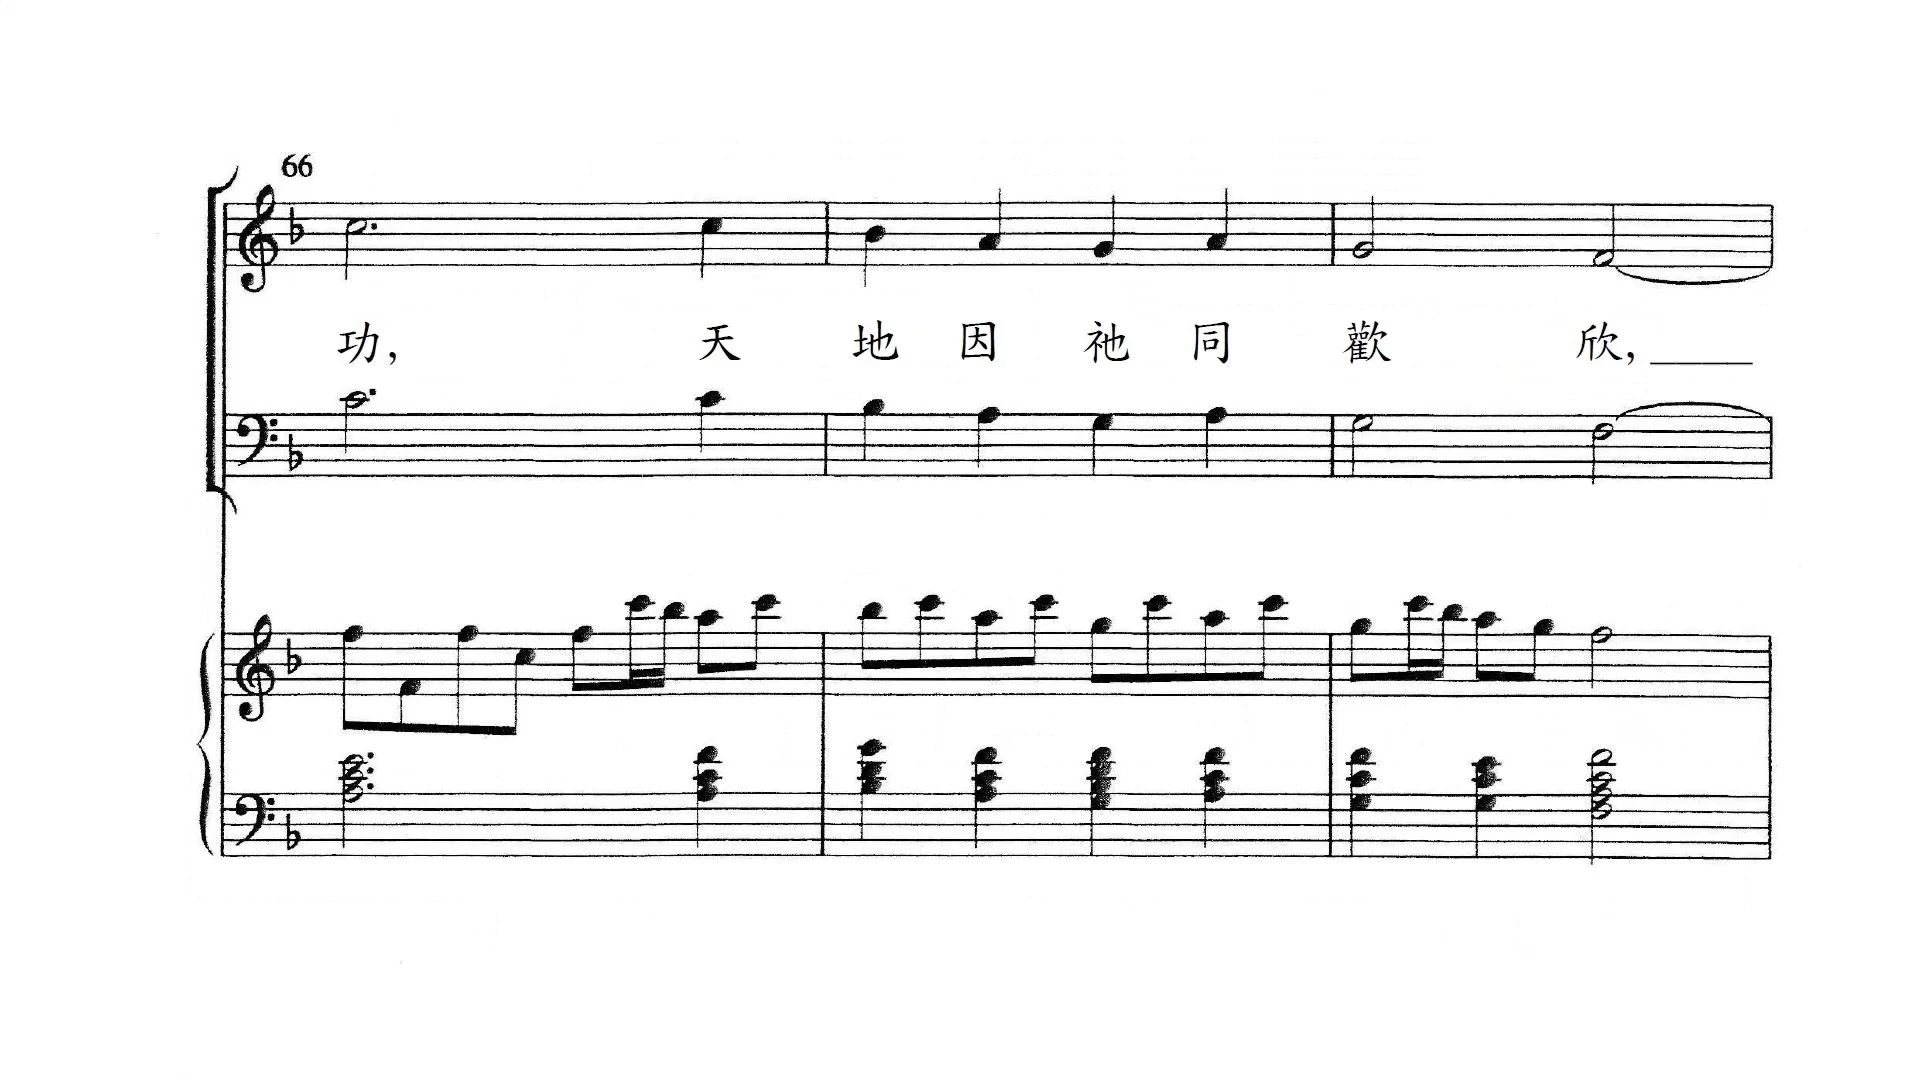 66
功, 天 地 因 祂 同 歡 欣,